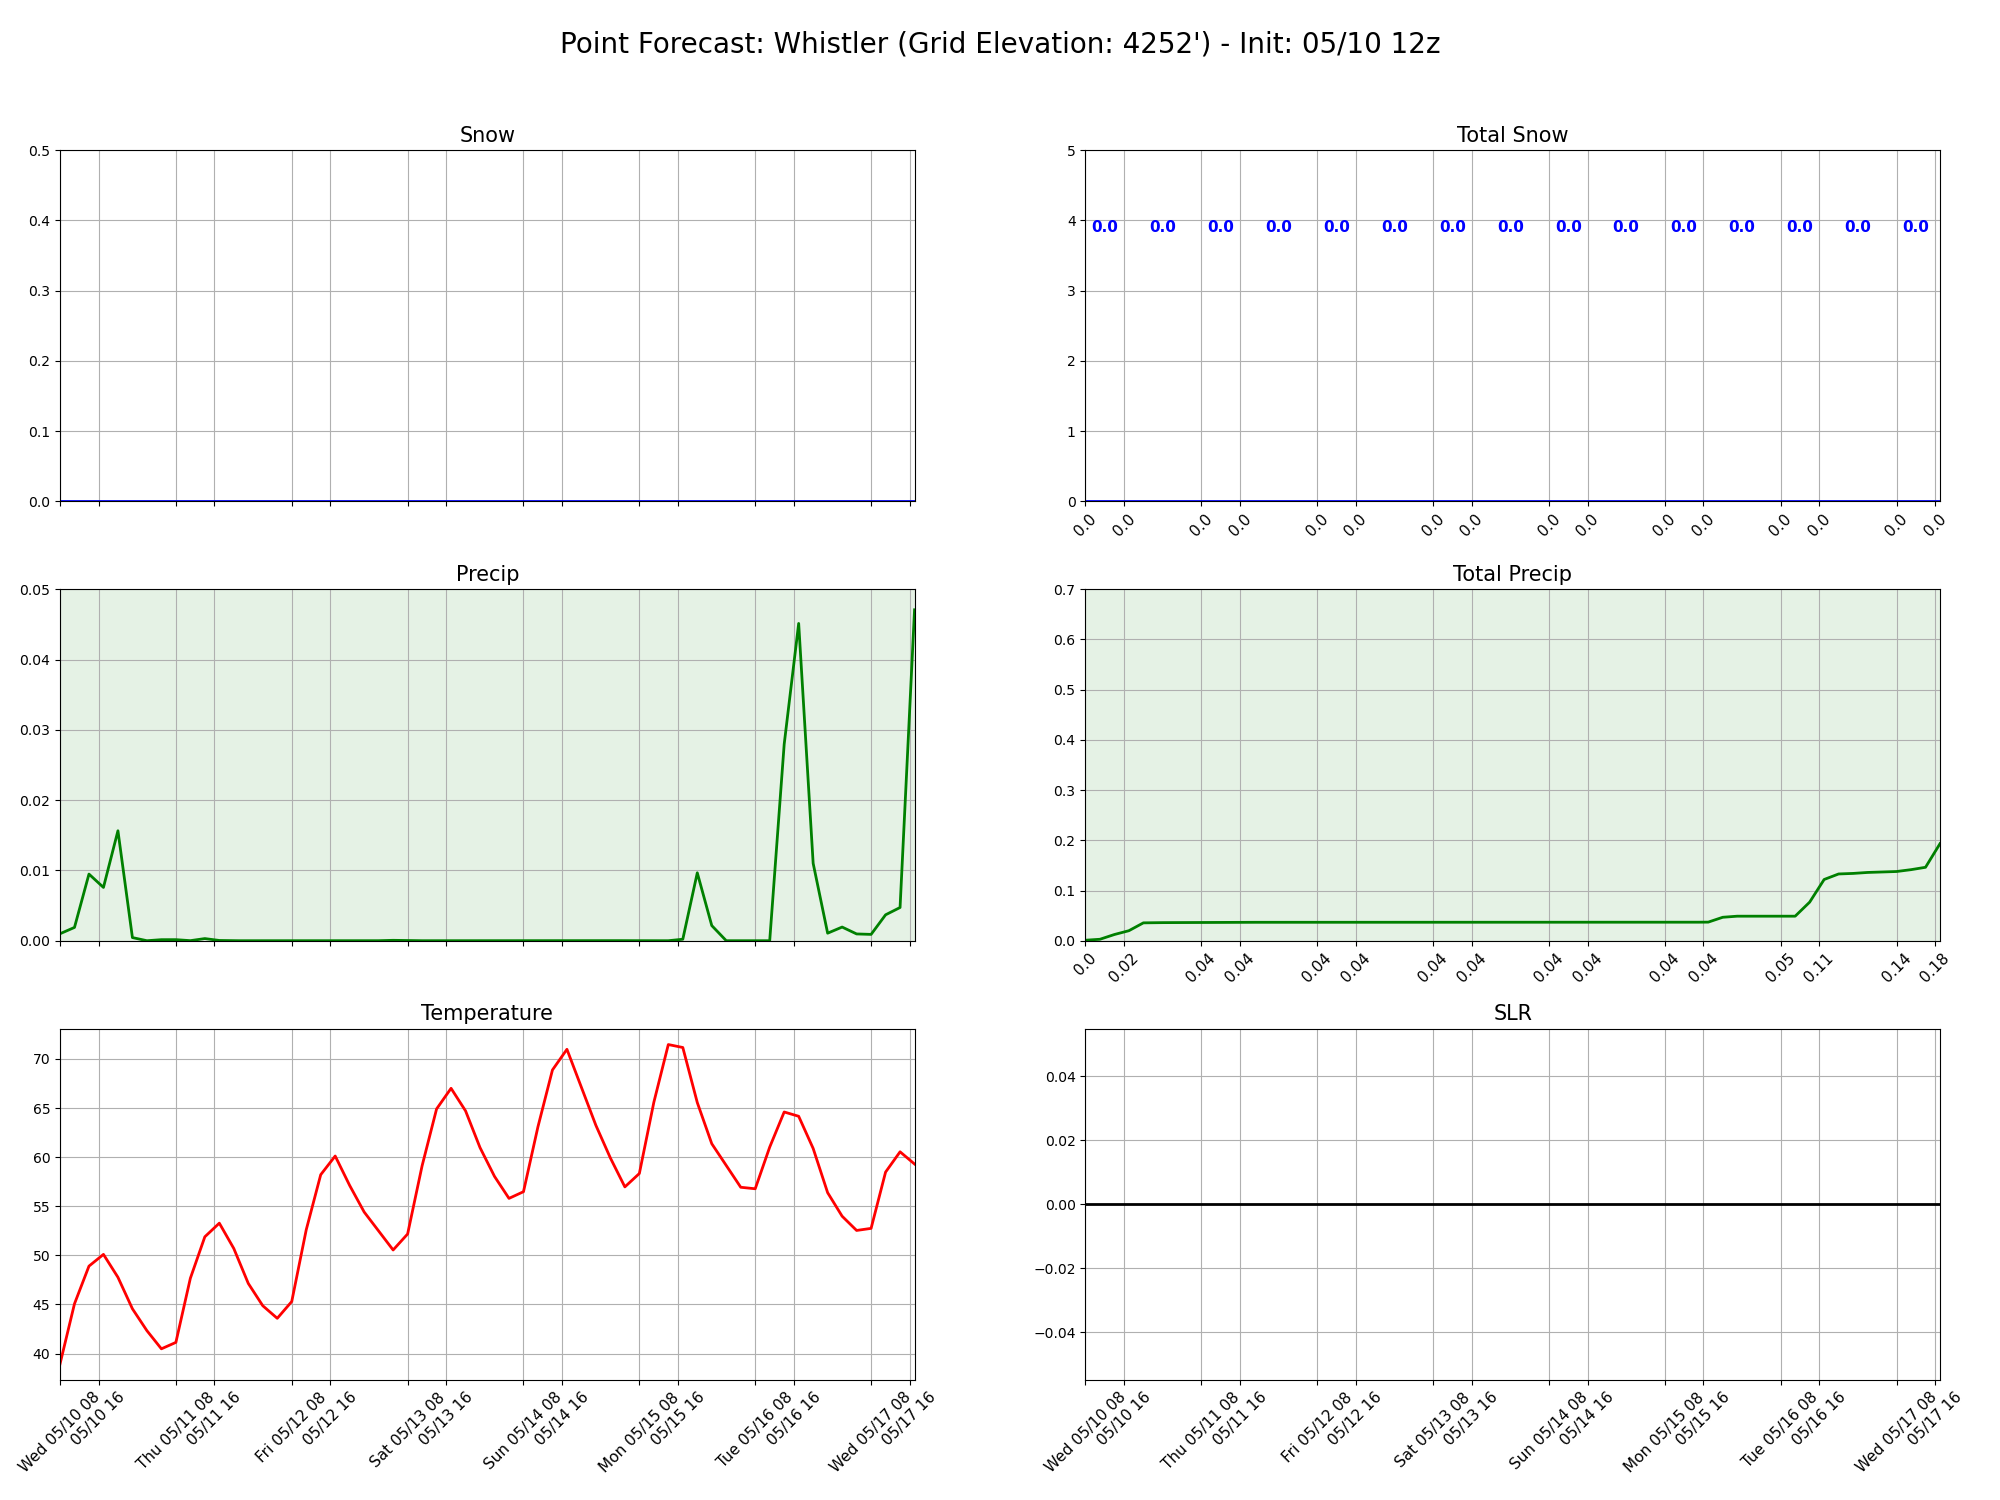 Point Forecast: Whistler (Grid Elevation: 4252') - Init: 05/10 12z
Snow
0.5
0.4
0.3
0.2
0.1
0.0
Total Snow
5
4
3
2
1
0
0.0 0.0 0.0 0.0 0.0 0.0 0.0 0.0 0.0 0.0 0.0 0.0 0.0 0.0 0.0
0.0 0.0 0.0 0.0 0.0 0.0 0.0 0.0 0.0 0.0 0.0 0.0 0.0 0.0 0.0 0.0
Precip
0.05
0.04
0.03
0.02
0.01
0.00
Total Precip
0.7
0.6
0.5
0.4
0.3
0.2
0.1
0.0
0.0 0.02 0.04 0.04 0.04 0.04 0.04 0.04 0.04 0.04 0.04 0.04 0.05 0.11 0.14 0.18
Temperature
70
65
60
55
50
45
40
Wed 05/10 08
05/10 16
Thu 05/11 08
05/11 16
Fri 05/12 08
05/12 16
Sat 05/13 08
05/13 16
Sun 05/14 08
05/14 16
Mon 05/15 08
05/15 16
Tue 05/16 08
05/16 16
Wed 05/17 08
05/17 16
SLR
0.04
0.02
0.00
−0.02
−0.04
Wed 05/10 08
05/10 16
Thu 05/11 08
05/11 16
Fri 05/12 08
05/12 16
Sat 05/13 08
05/13 16
Sun 05/14 08
05/14 16
Mon 05/15 08
05/15 16
Tue 05/16 08
05/16 16
Wed 05/17 08
05/17 16